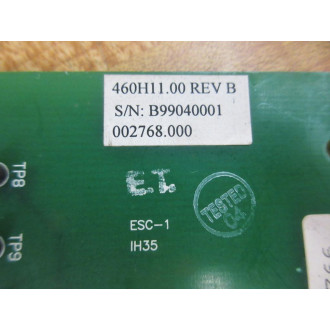 460H11.00 REV B
S/N: B99040001
002768.000
E.T.
TESTED
04
ESC-1
IH35
TP8
TP9